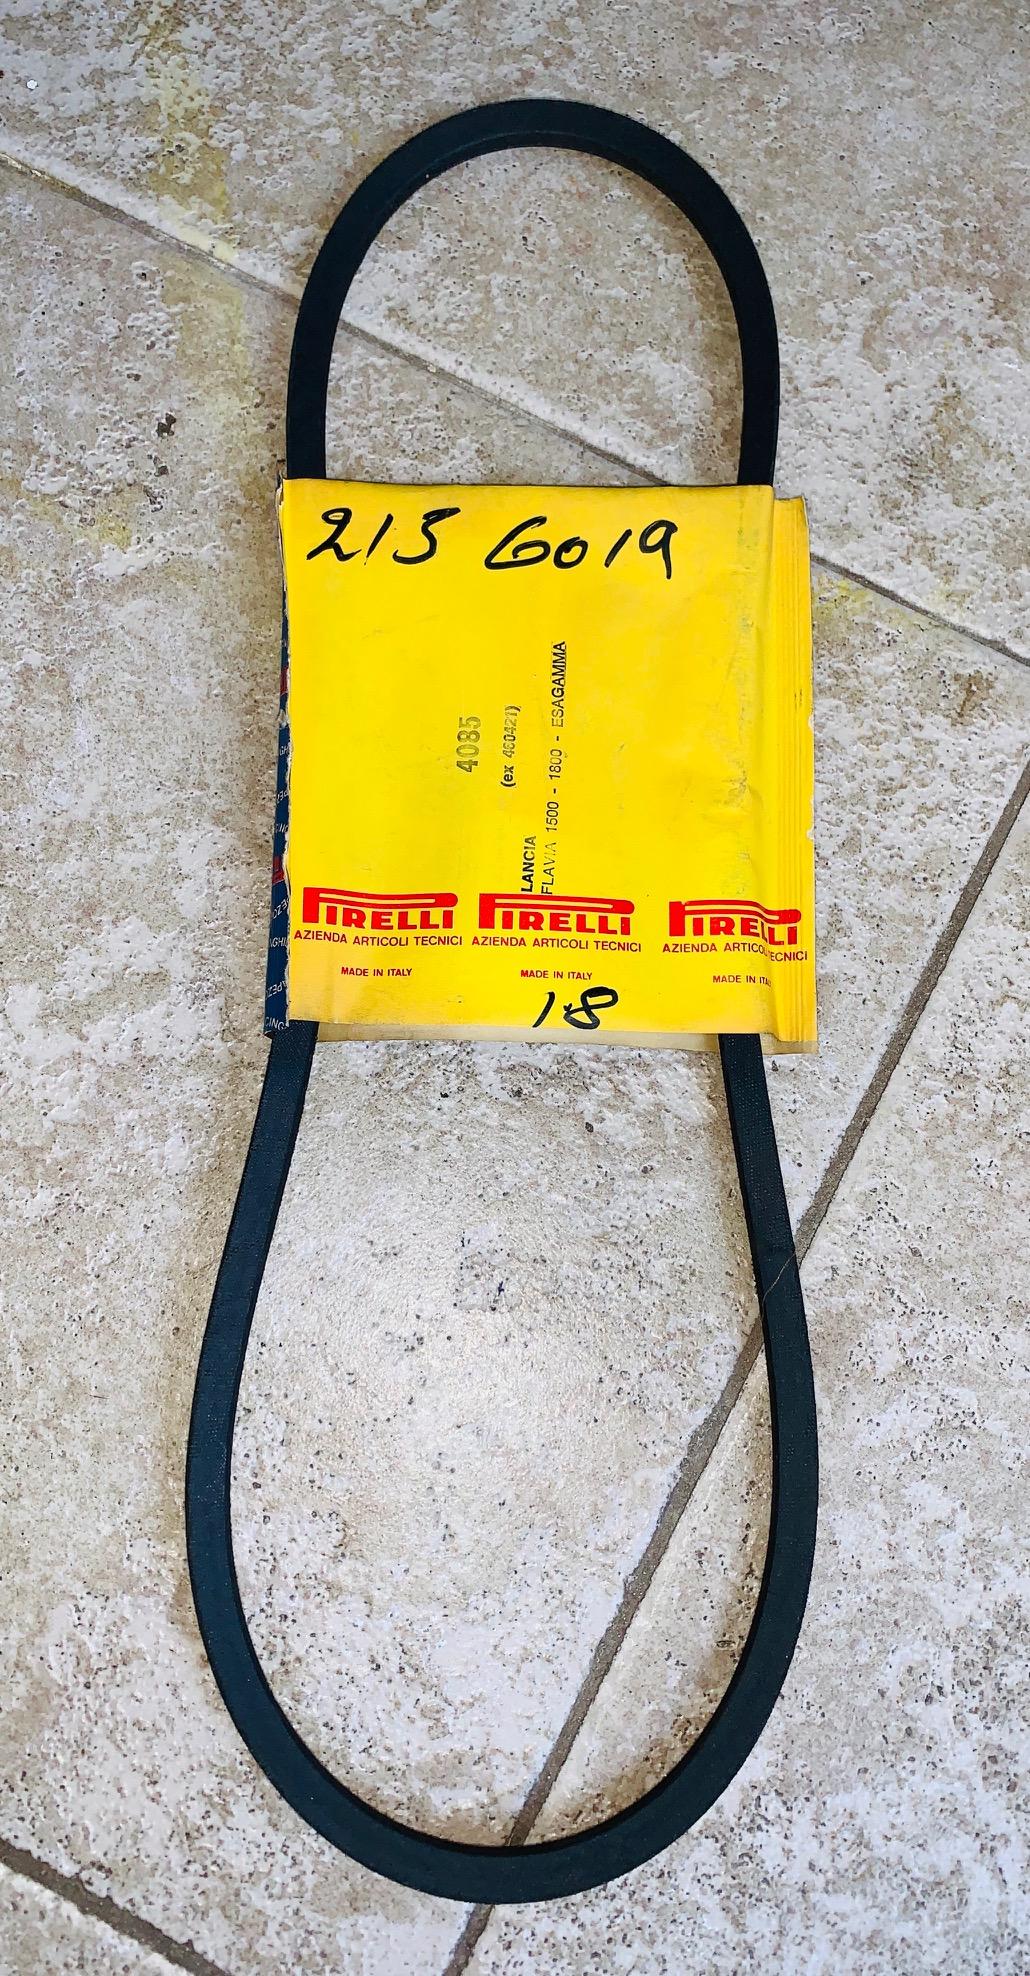 213 6019
4085
(ex 460421)
LANCIA
FLAVIA 1500 - 1800 - ESAGAMMA
PIRELLI PIRELLI PIRELLI
AZIENDA ARTICOLI TECNICI AZIENDA ARTICOLI TECNICI AZIENDA ARTICOLI TECNICI
MADE IN ITALY MADE IN ITALY MADE IN ITALY
18